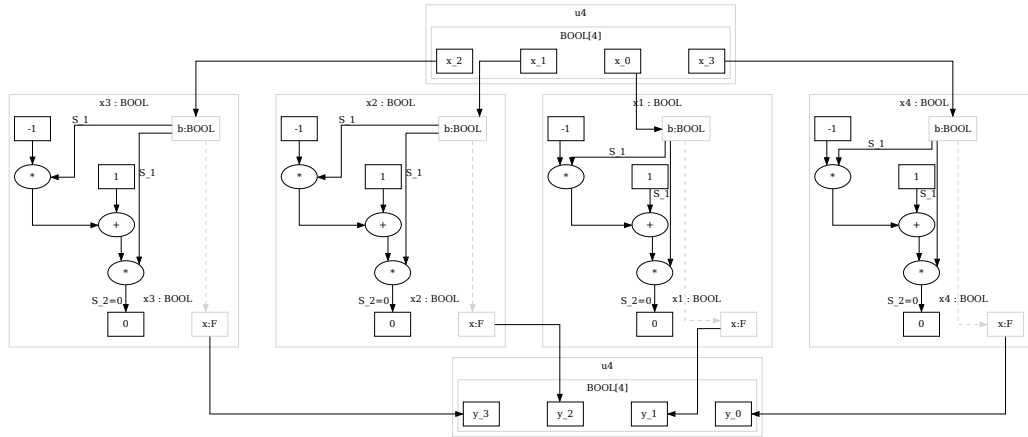 u4
BOOL[4]
x_2
x_1
x_0
x_3
x3 : BOOL
x2 : BOOL
x1 : BOOL
x4 : BOOL
-1
S_1
b:BOOL
-1
S_1
b:BOOL
-1
b:BOOL
-1
b:BOOL
S_1
S_1
*
1
S_1
*
1
S_1
*
1
*
1
S_1
S_1
+
+
+
+
*
*
*
*
S_2=0
x3 : BOOL
S_2=0
x2 : BOOL
S_2=0
x1 : BOOL
S_2=0
x4 : BOOL
0
x:F
0
x:F
0
x:F
0
x:F
u4
BOOL[4]
y_3
y_2
y_1
y_0